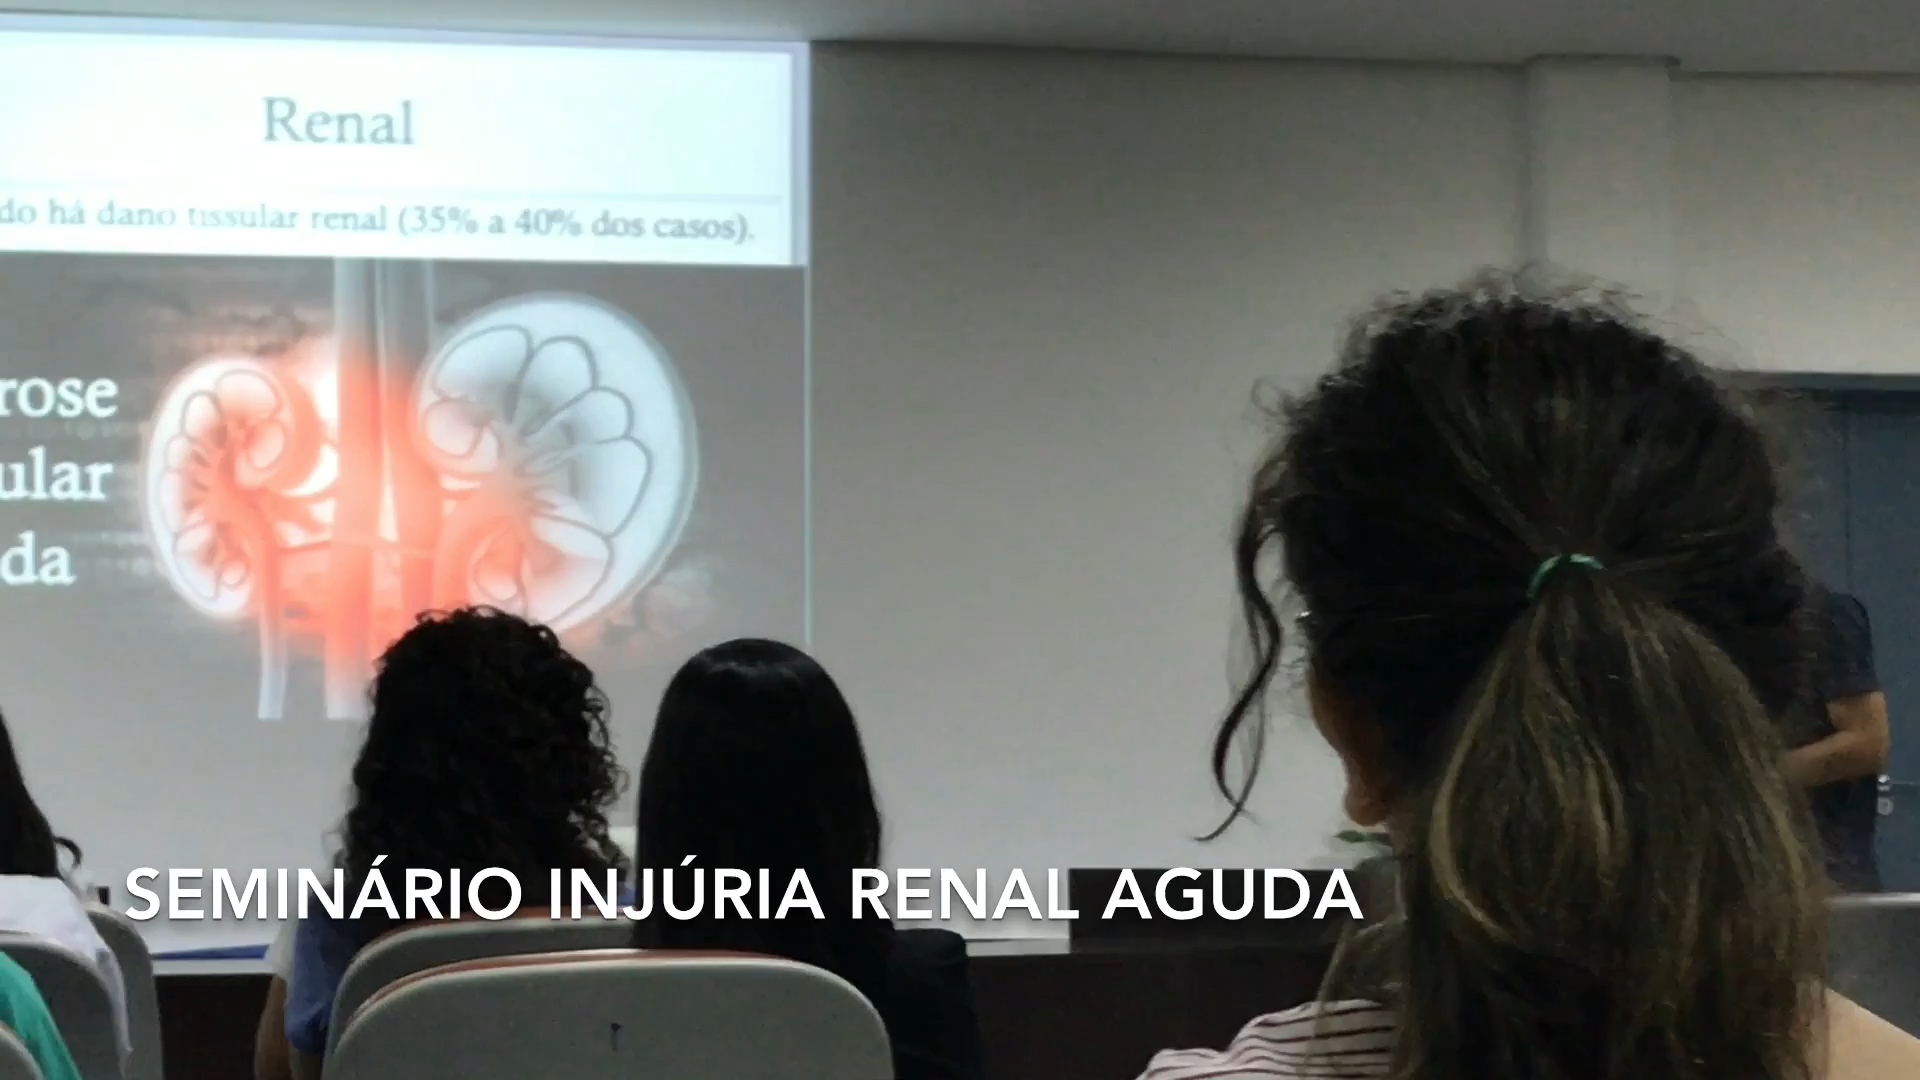 Renal
do há dano tissular renal (35% a 40% dos casos).
rose
ular
da
SEMINÁRIO INJÚRIA RENAL AGUDA